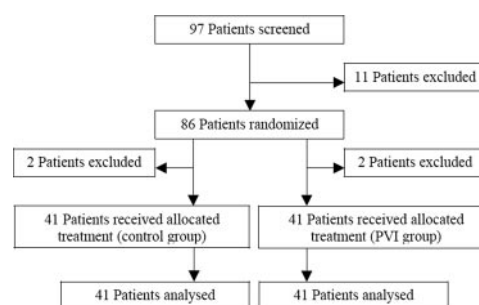 97 Patients screened
11 Patients excluded
86 Patients randomized
2 Patients excluded
2 Patients excluded
41 Patients received allocated
treatment (control group)
41 Patients received allocated
treatment (PVI group)
41 Patients analysed
41 Patients analysed